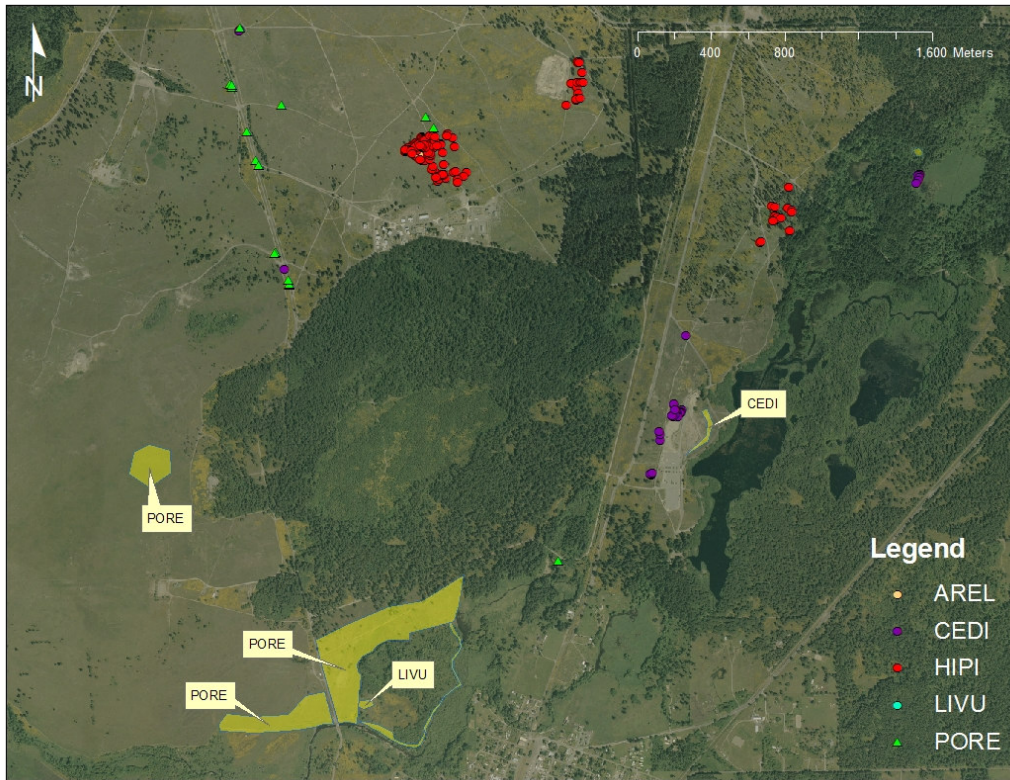 N
0 400 800 1,600 Meters
CEDI
PORE
PORE
LIVU
PORE
Legend
AREL
CEDI
HIPI
LIVU
PORE